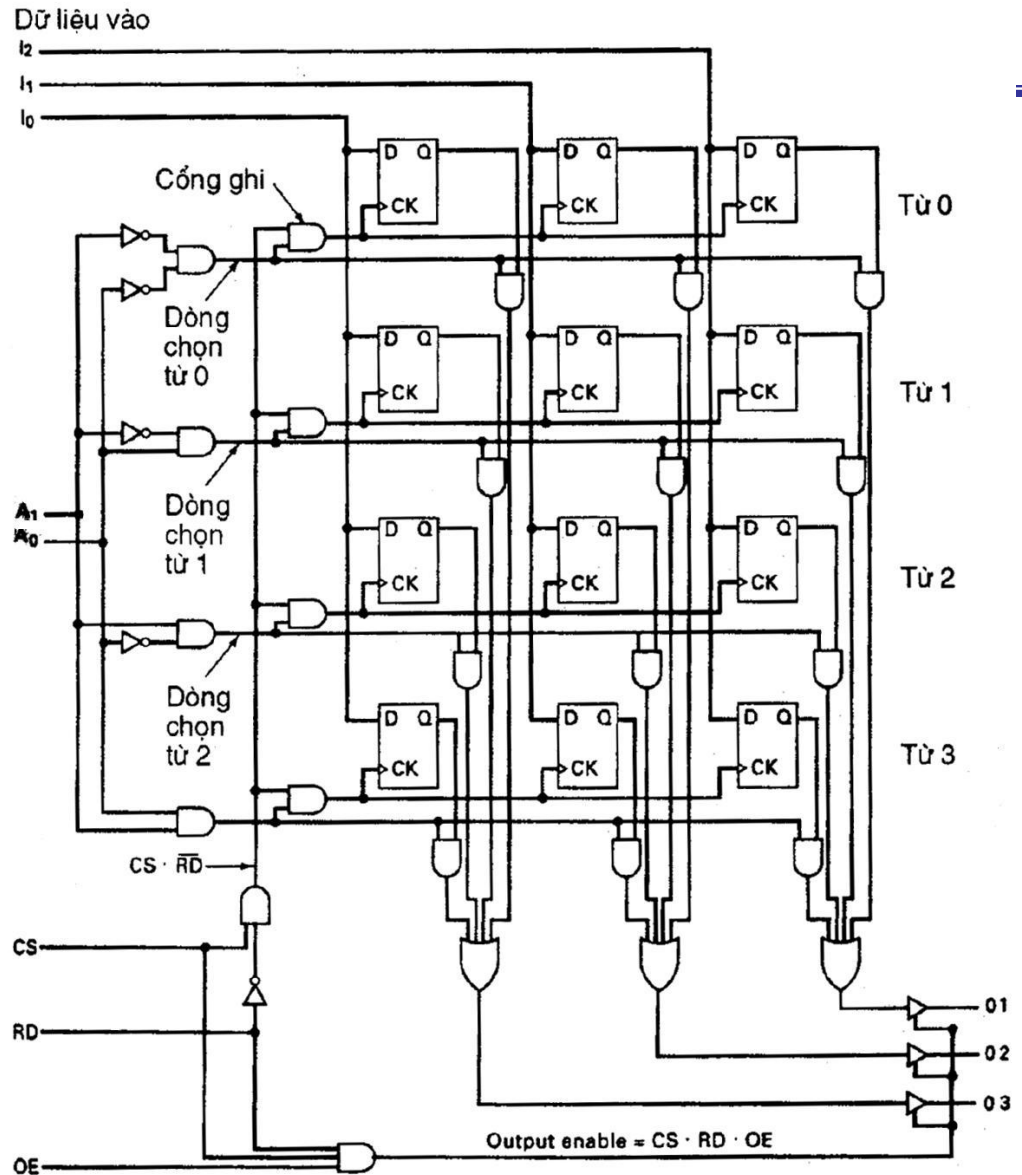 Dữ liệu vào
I2
I1
I0
D Q
D Q
D Q
Cổng ghi
CK
CK
CK
Từ 0
Dòng
chọn
từ 0
D Q
D Q
D Q
CK
CK
CK
Từ 1
A1
A0
Dòng
chọn
từ 1
D Q
D Q
D Q
CK
CK
CK
Từ 2
Dòng
chọn
từ 2
D Q
D Q
D Q
CK
CK
CK
Từ 3
CS · R̅D̅
CS
RD
O1
O2
O3
Output enable = CS · RD · OE
OE